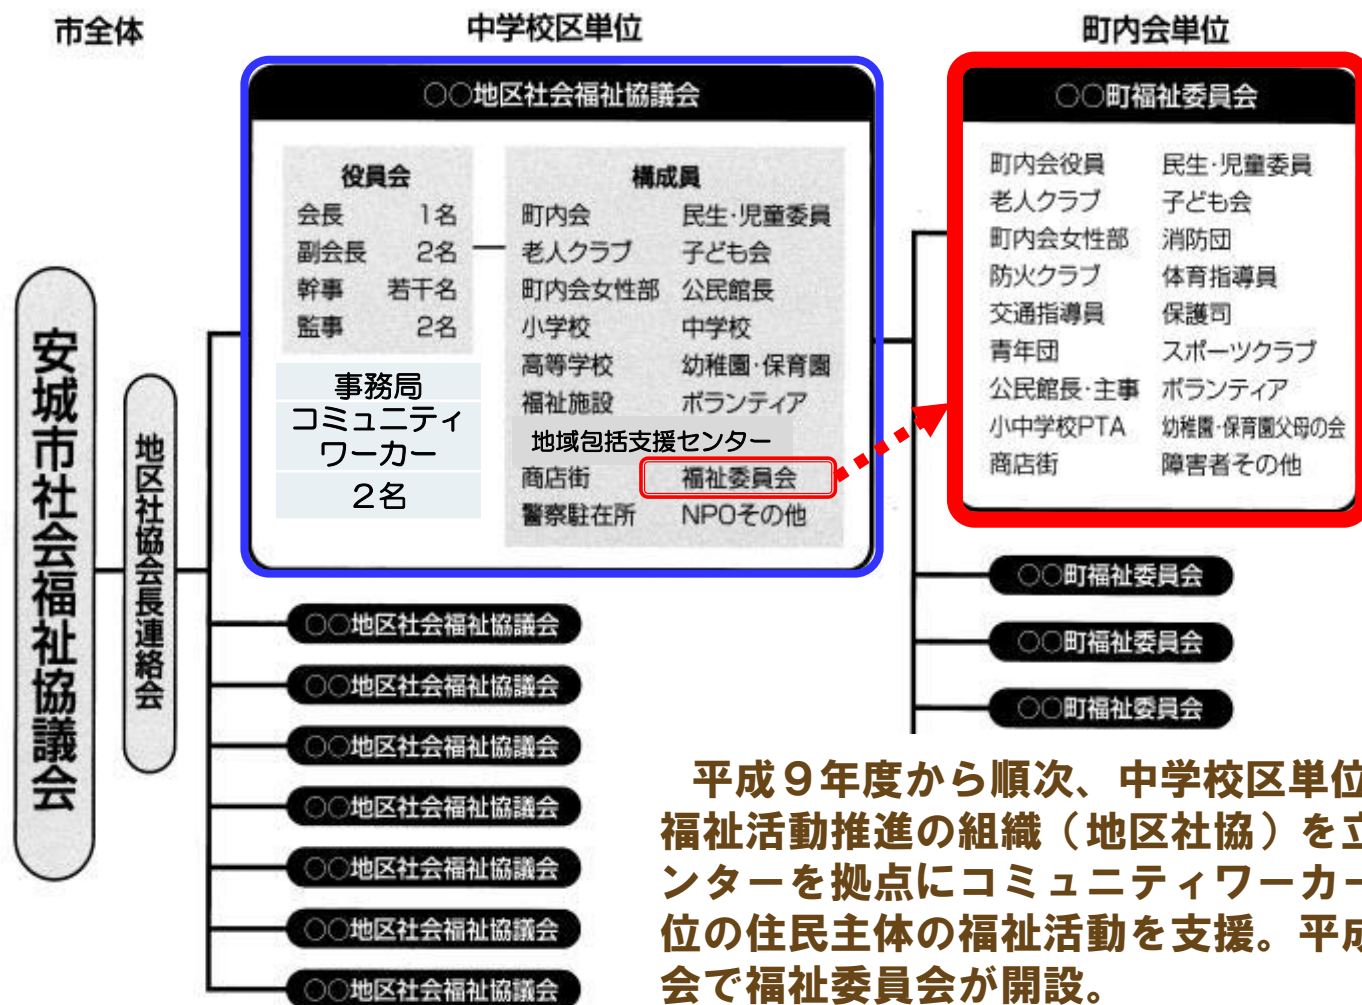 市全体
中学校区単位
町内会単位
安城市社会福祉協議会
地区社協会長連絡会
○○地区社会福祉協議会
役員会
会長 1名
副会長 2名
幹事 若干名
監事 2名
事務局
コミュニティ
ワーカー
２名
構成員
町内会 民生・児童委員
老人クラブ 子ども会
町内会女性部 公民館長
小学校 中学校
高等学校 幼稚園・保育園
福祉施設 ボランティア
地域包括支援センター
商店街 福祉委員会
警察駐在所 NPOその他
○○地区社会福祉協議会
○○地区社会福祉協議会
○○地区社会福祉協議会
○○地区社会福祉協議会
○○地区社会福祉協議会
○○地区社会福祉協議会
○○地区社会福祉協議会
○○町福祉委員会
町内会役員 民生・児童委員
老人クラブ 子ども会
町内会女性部 消防団
防火クラブ 体育指導員
交通指導員 保護司
青年団 スポーツクラブ
公民館長・主事 ボランティア
小中学校PTA 幼稚園・保育園父母の会
商店街 障害者その他
○○町福祉委員会
○○町福祉委員会
○○町福祉委員会
平成９年度から順次、中学校区単位
福祉活動推進の組織（地区社協）を立
ンターを拠点にコミュニティワーカー
位の住民主体の福祉活動を支援。平成
会で福祉委員会が開設。